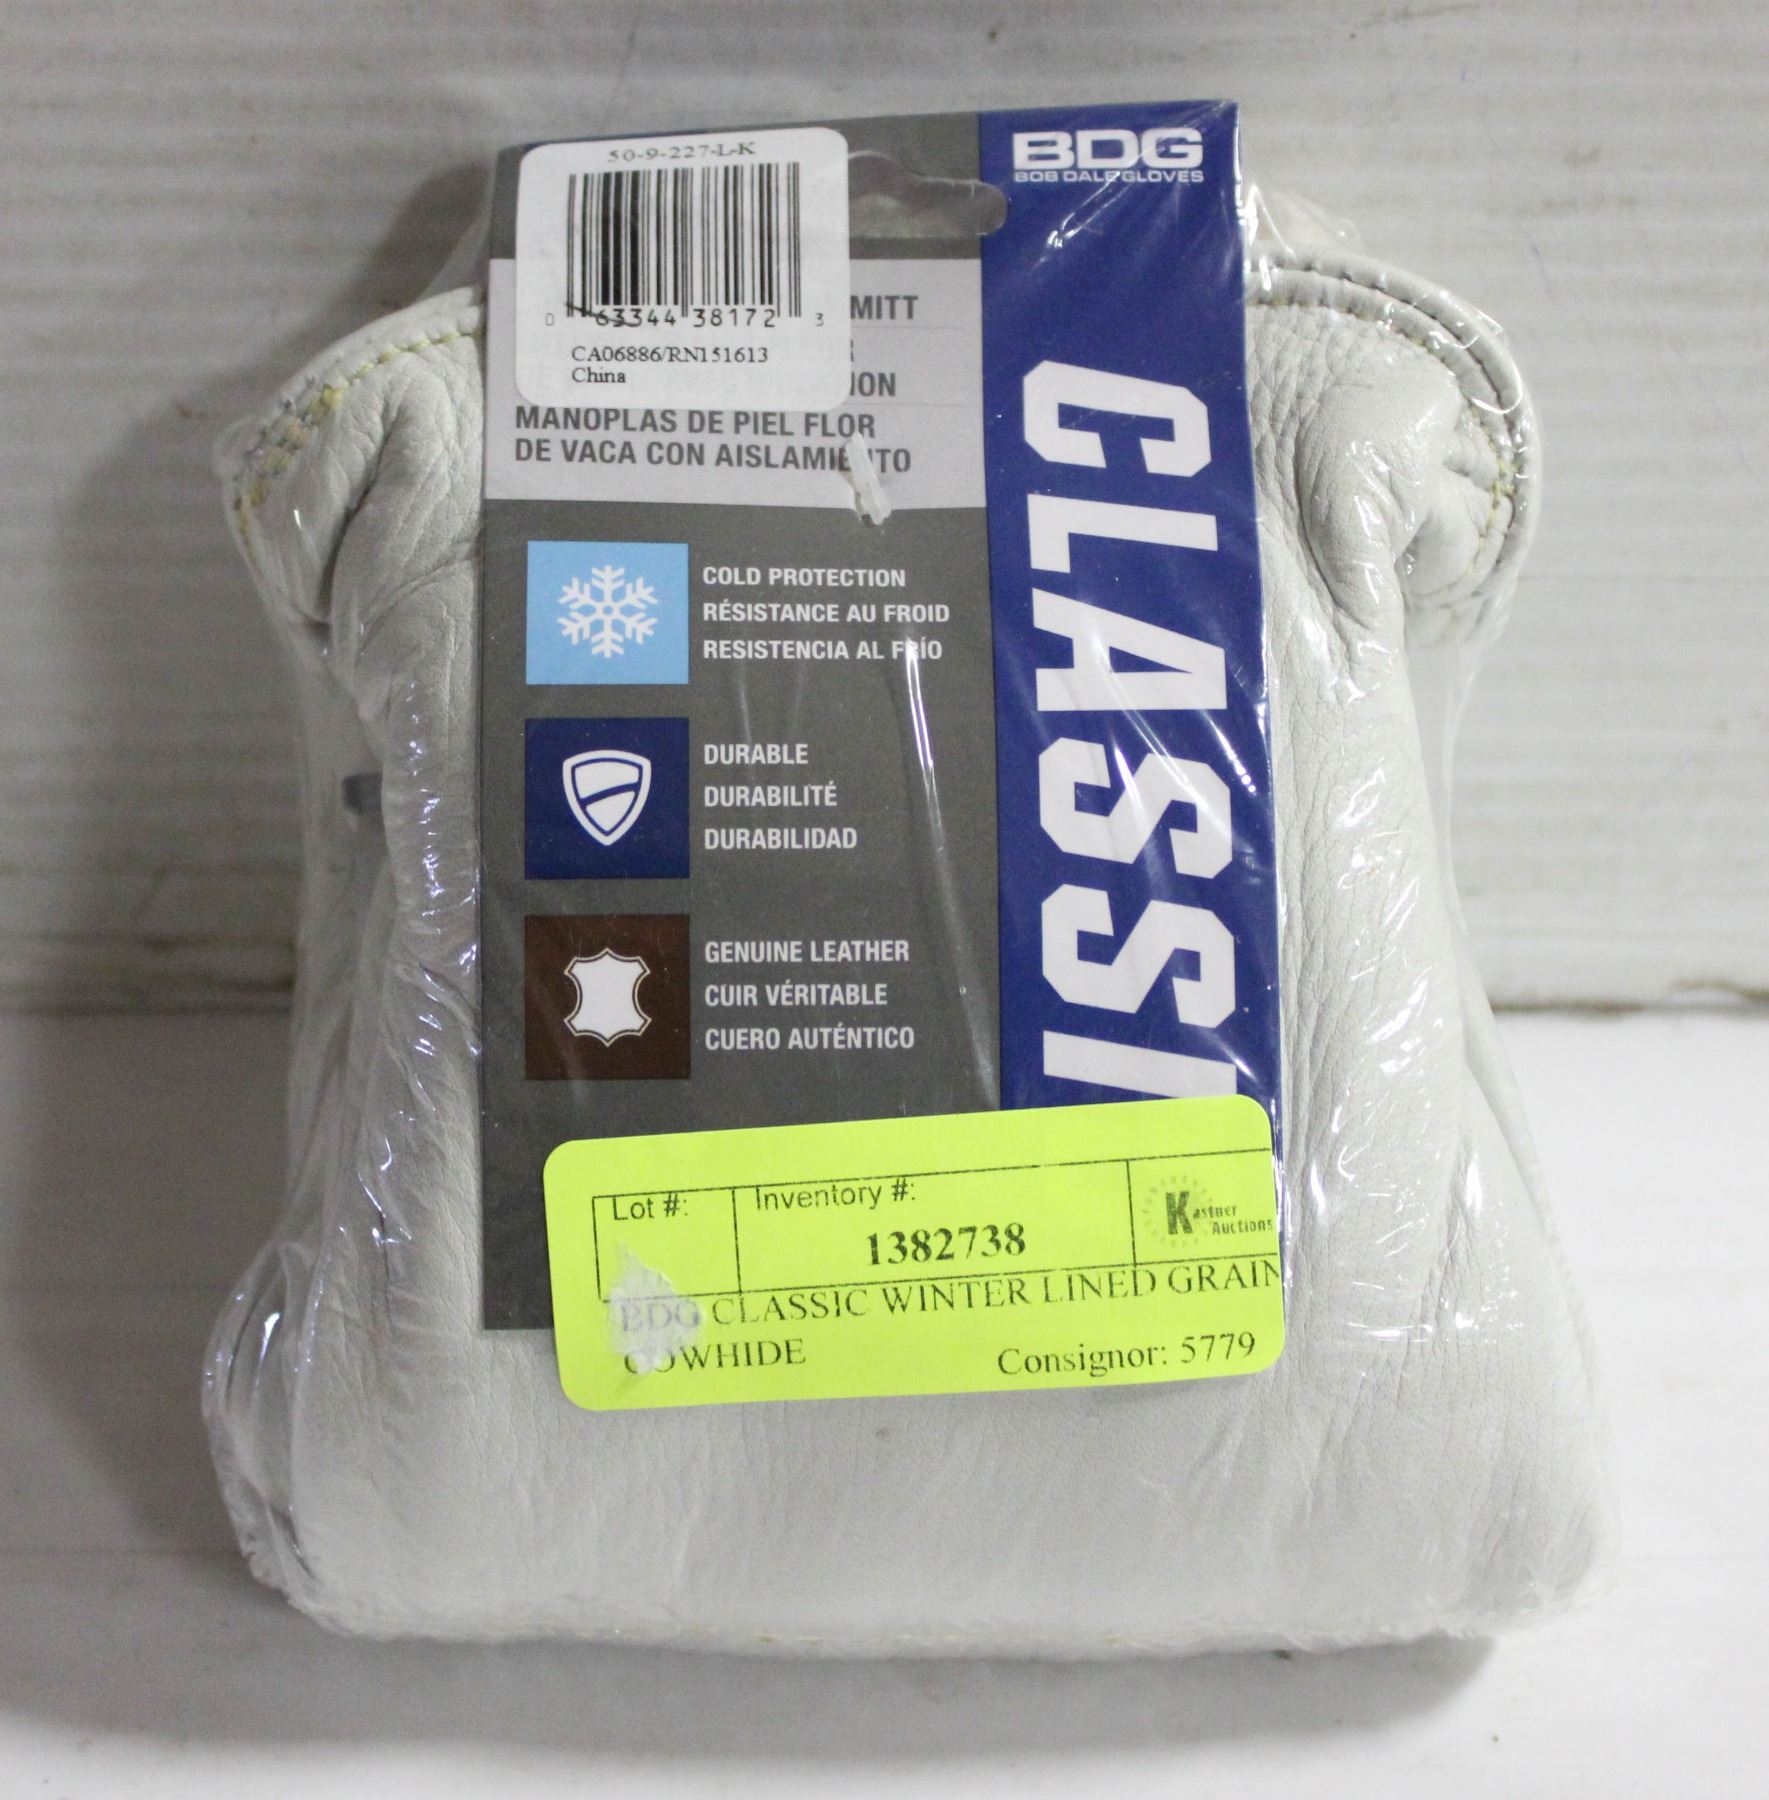 50-9-227-L-K
0 63344 38172 3
CA06886/RN151613
China
BDG
BOB DALE GLOVES
MITT
MANOPLAS DE PIEL FLOR
DE VACA CON AISLAMIENTO
CLASSI
COLD PROTECTION
RÉSISTANCE AU FROID
RESISTENCIA AL FRÍO
DURABLE
DURABILITÉ
DURABILIDAD
GENUINE LEATHER
CUIR VÉRITABLE
CUERO AUTÉNTICO
Lot #:
Inventory #:
1382738
Kastner
Auctions
BDG CLASSIC WINTER LINED GRAIN
COWHIDE
Consignor: 5779